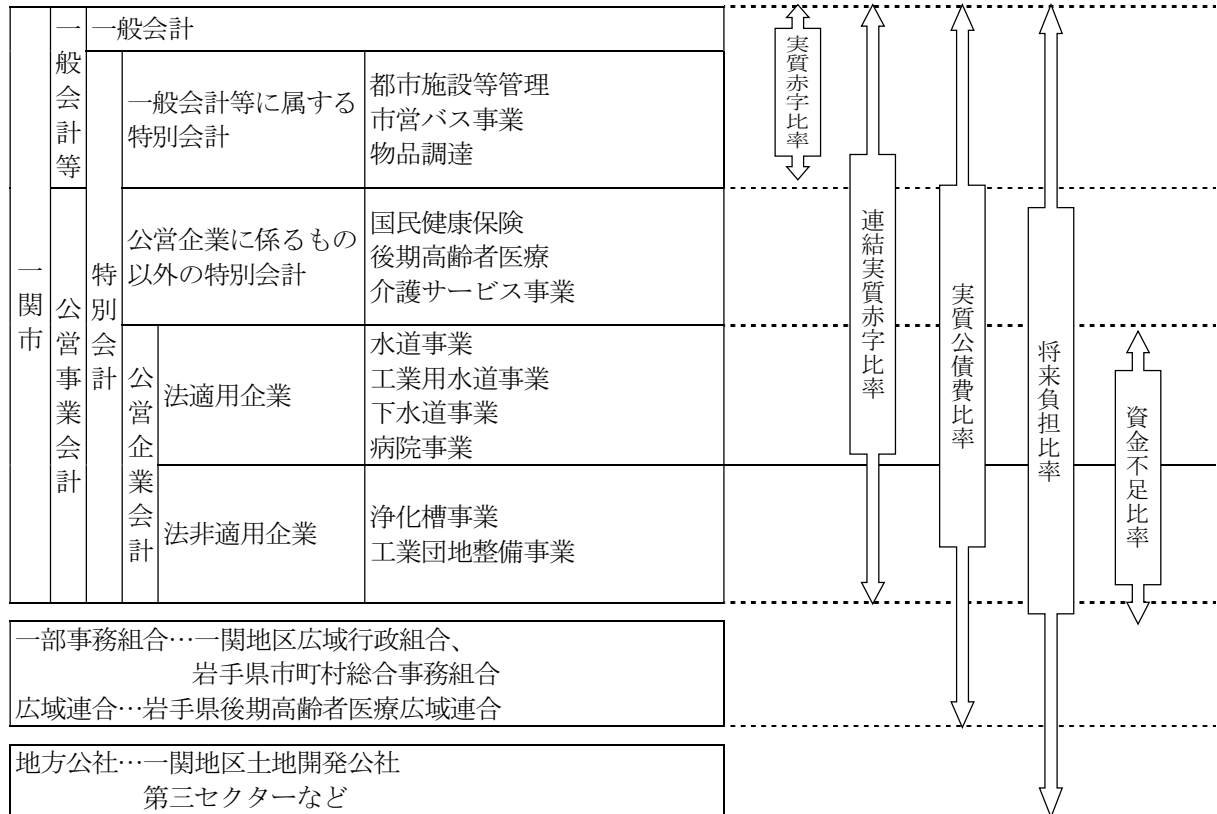 一関市
一般会計等
一般会計
特別会計
一般会計等に属する
特別会計
都市施設等管理
市営バス事業
物品調達
公営事業会計
公営企業に係るもの
以外の特別会計
国民健康保険
後期高齢者医療
介護サービス事業
公営企業会計
法適用企業
水道事業
工業用水道事業
下水道事業
病院事業
法非適用企業
浄化槽事業
工業団地整備事業
一部事務組合…一関地区広域行政組合、
岩手県市町村総合事務組合
広域連合…岩手県後期高齢者医療広域連合
地方公社…一関地区土地開発公社
第三セクターなど
実質赤字比率
連結実質赤字比率
実質公債費比率
将来負担比率
資金不足比率